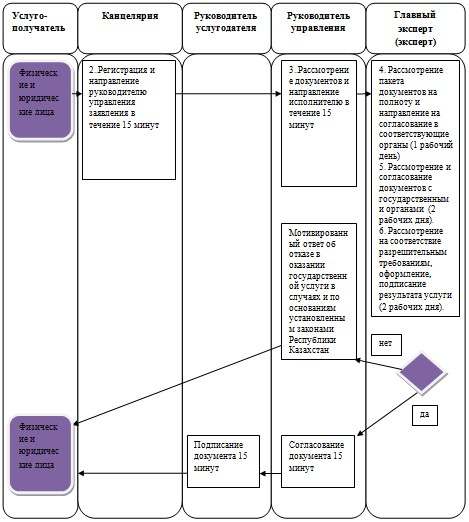 Услуго-
получатель
Канцелярия
Руководитель
услугодателя
Руководитель
управления
Главный
эксперт
(эксперт)
Физическ
ие и
юридичес
кие лица
2. Регистрация и
направление
руководителю
управления
заявления в
течение 15 минут
3. Рассмотрени
е документов и
направление
исполнителю в
течение 15
минут
4. Рассмотрение
пакета
документов на
полноту и
направление на
согласование в
соответствующие
органы (1 рабочий
день)
5. Рассмотрение и
согласование
документов с
государственным
и органами (2
рабочих дня).
6. Рассмотрение
на соответствие
разрешительным
требованиям,
оформление,
подписание
результата услуги
(2 рабочих дня).
Мотивированны
й ответ об
отказе в
оказании
государственн
ой услуги в
случаях и по
основаниям
установленны
м законами
Республики
Казахстан
нет
да
Физическ
ие и
юридичес
кие лица
Подписание
документа 15
минут
Согласование
документа 15
минут